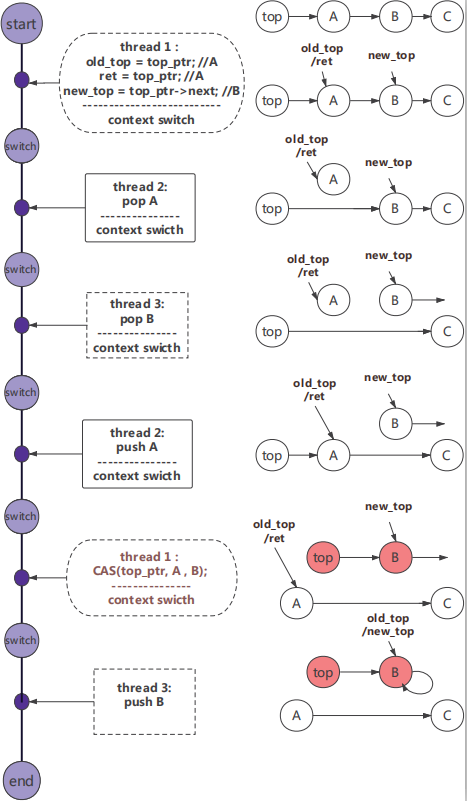 start
thread 1 :
old_top = top_ptr; //A
ret = top_ptr; //A
new_top = top_ptr->next; //B
-------------------------
context switch
switch
thread 2:
pop A
---------------
context swicth
switch
thread 3:
pop B
---------------
context swicth
switch
thread 2:
push A
---------------
context swicth
switch
thread 1 :
CAS(top_ptr, A , B);
---------------
context swicth
switch
thread 3:
push B
end
top A B C
old_top
/ret
new_top
top A B C
old_top
/ret
new_top
A
top B C
old_top
/ret
new_top
A B
top C
old_top
/ret
new_top
B
top A C
new_top
old_top
/ret
top B
A C
old_top
/new_top
top B
A C